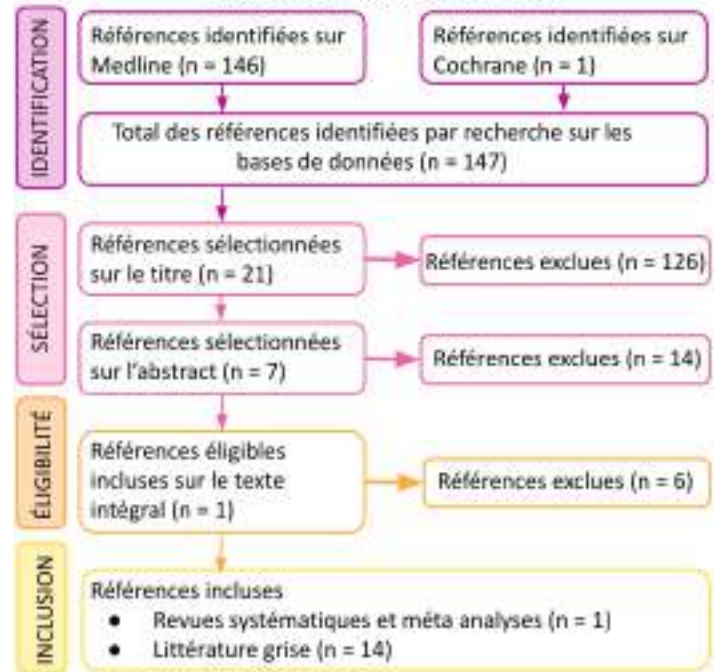 IDENTIFICATION
Références identifiées sur
Medline (n = 146)
Références identifiées sur
Cochrane (n = 1)
Total des références identifiées par recherche sur les
bases de données (n = 147)
SÉLECTION
Références sélectionnées
sur le titre (n = 21)
Références exclues (n = 126)
Références sélectionnées
sur l'abstract (n = 7)
Références exclues (n = 14)
ÉLIGIBILITÉ
Références éligibles
incluses sur le texte
intégral (n = 1)
Références exclues (n = 6)
INCLUSION
Références incluses
● Revues systématiques et méta analyses (n = 1)
● Littérature grise (n = 14)